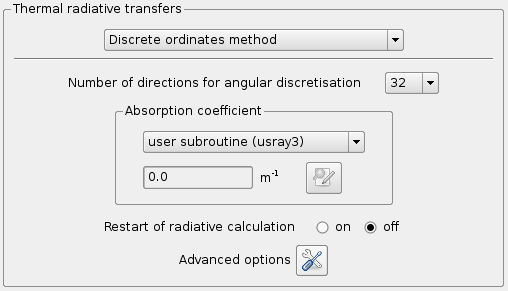 Thermal radiative transfers
Discrete ordinates method
Number of directions for angular discretisation 32
Absorption coefficient
user subroutine (usray3)
0.0 m⁻¹
Restart of radiative calculation on off
Advanced options